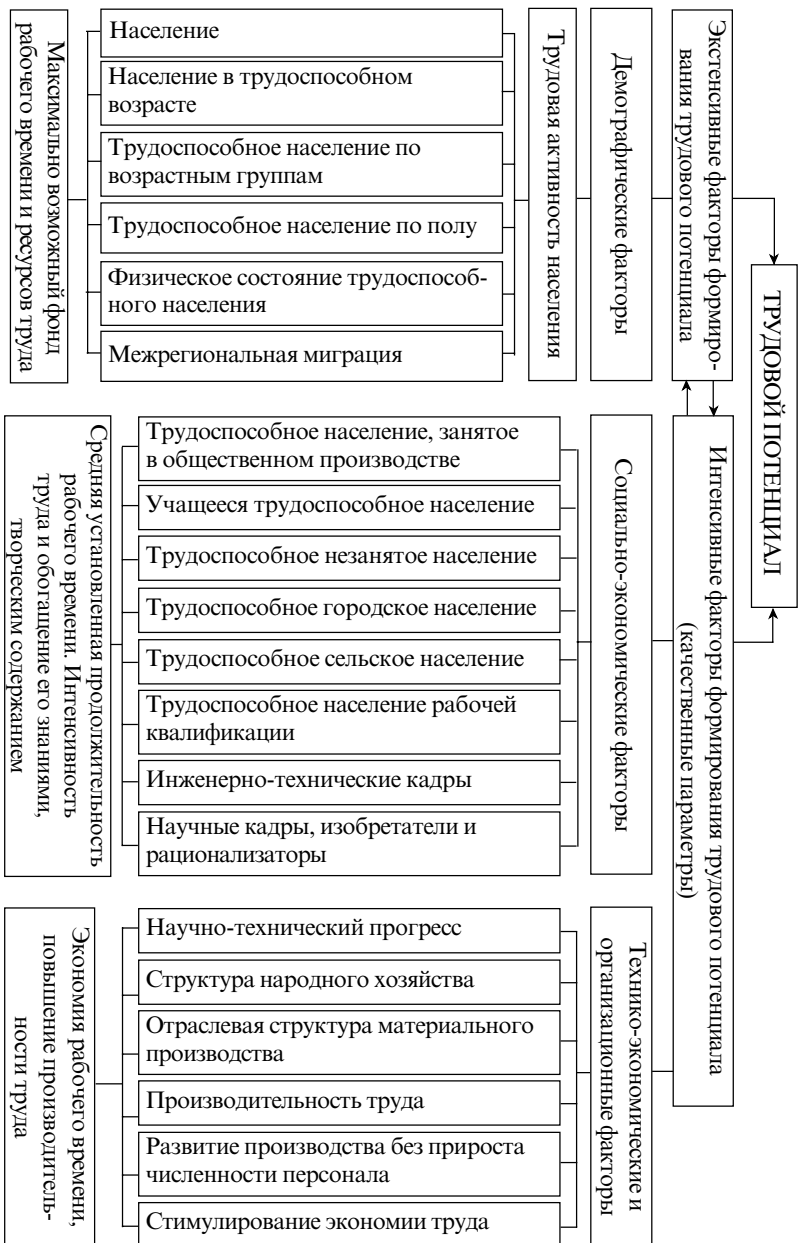 ТРУДОВОЙ ПОТЕНЦИАЛ
Экстенсивные факторы формиро-
вания трудового потенциала
Интенсивные факторы формирования трудового потенциала
(качественные параметры)
Демографические факторы
Социально-экономические факторы
Технико-экономические и
организационные факторы
Трудовая активность населения
Население
Население в трудоспособном
возрасте
Трудоспособное население по
возрастным группам
Трудоспособное население по полу
Физическое состояние трудоспособ-
ного населения
Межрегиональная миграция
Максимально возможный фонд
рабочего времени и ресурсов труда
Трудоспособное население, занятое
в общественном производстве
Учащееся трудоспособное население
Трудоспособное незанятое население
Трудоспособное городское население
Трудоспособное сельское население
Трудоспособное население рабочей
квалификации
Инженерно-технические кадры
Научные кадры, изобретатели и
рационализаторы
Средняя установленная продолжительность
рабочего времени. Интенсивность
труда и обогащение его знаниями,
творческим содержанием
Научно-технический прогресс
Структура народного хозяйства
Отраслевая структура материального
производства
Производительность труда
Развитие производства без прироста
численности персонала
Стимулирование экономии труда
Экономия рабочего времени,
повышение производитель-
ности труда